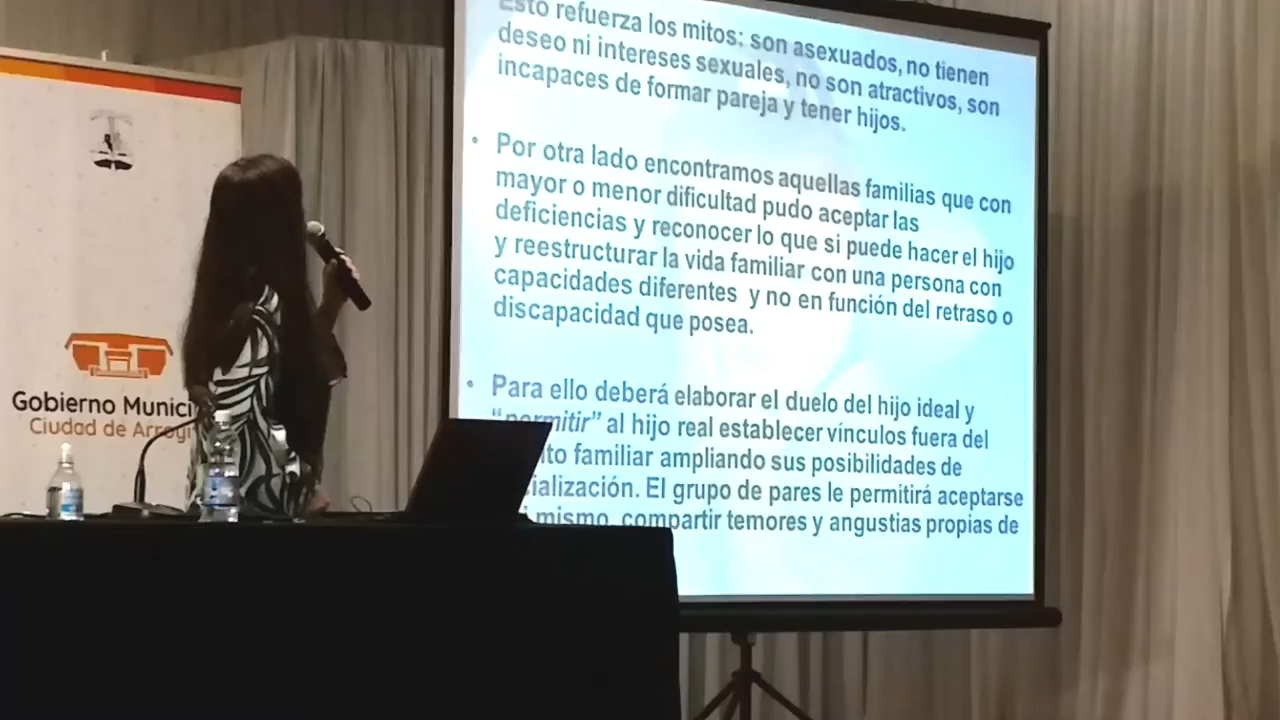 Esto refuerza los mitos: son asexuados, no tienen
deseo ni intereses sexuales, no son atractivos, son
incapaces de formar pareja y tener hijos.
• Por otra lado encontramos aquellas familias que con
mayor o menor dificultad pudo aceptar las
deficiencias y reconocer lo que si puede hacer el hijo
y reestructurar la vida familiar con una persona con
capacidades diferentes y no en función del retraso o
discapacidad que posea.
• Para ello deberá elaborar el duelo del hijo ideal y
“permitir” al hijo real establecer vínculos fuera del
familiar ampliando sus posibilidades de
El grupo de pares le permitirá aceptarse
mismo, compartir temores y angustias propias de
Gobierno
Ciudad de